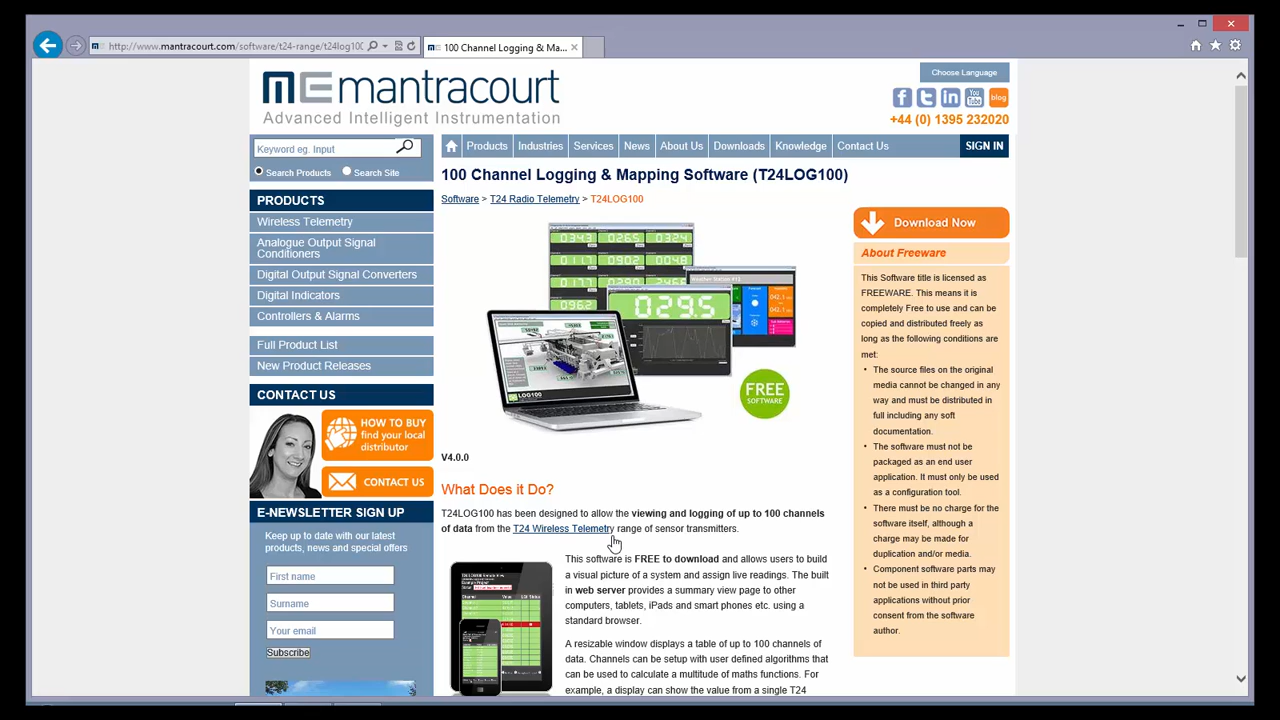 http://www.mantracourt.com/software/t24-range/t24log100
100 Channel Logging & Ma...
mantracourt
Advanced Intelligent Instrumentation
Choose Language
You
Tube
blog
+44 (0) 1395 232020
Keyword eg. Input
Search Products
Search Site
Products
Industries
Services
News
About Us
Downloads
Knowledge
Contact Us
SIGN IN
100 Channel Logging & Mapping Software (T24LOG100)
Software > T24 Radio Telemetry > T24LOG100
PRODUCTS
Wireless Telemetry
Analogue Output Signal
Conditioners
Digital Output Signal Converters
Digital Indicators
Controllers & Alarms
Full Product List
New Product Releases
CONTACT US
HOW TO BUY
find your local
distributor
CONTACT US
E-NEWSLETTER SIGN UP
Keep up to date with our latest
products, news and special offers
First name
Surname
Your email
Subscribe
029.5
LOG100
FREE
SOFTWARE
V4.0.0
What Does it Do?
T24LOG100 has been designed to allow the viewing and logging of up to 100 channels
of data from the T24 Wireless Telemetry range of sensor transmitters.
This software is FREE to download and allows users to build
a visual picture of a system and assign live readings. The built
in web server provides a summary view page to other
computers, tablets, iPads and smart phones etc. using a
standard browser.
A resizable window displays a table of up to 100 channels of
data. Channels can be setup with user defined algorithms that
can be used to calculate a multitude of maths functions. For
example, a display can show the value from a single T24
Download Now
About Freeware
This Software title is licensed as
FREEWARE. This means it is
completely Free to use and can be
copied and distributed freely as
long as the following conditions are
met:
• The source files on the original
media cannot be changed in any
way and must be distributed in
full including any soft
documentation.
• The software must not be
packaged as an end user
application. It must only be used
as a configuration tool.
• There must be no charge for the
software itself, although a
charge may be made for
duplication and/or media.
• Component software parts may
not be used in third party
applications without prior
consent from the software
author.